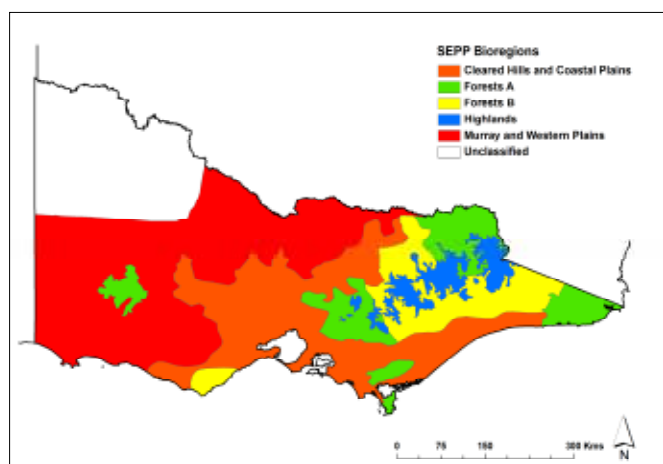 SEPP Bioregions
Cleared Hills and Coastal Plains
Forests A
Forests B
Highlands
Murray and Western Plains
Unclassified
0 75 150 300 Kms
N